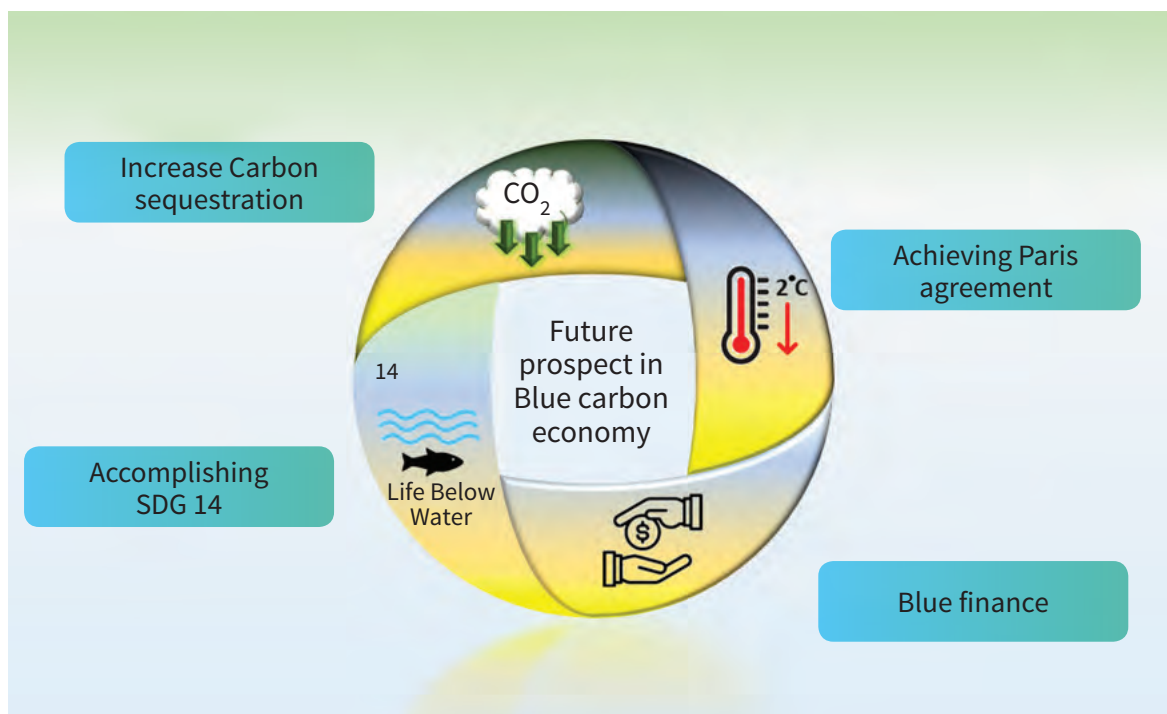 Increase Carbon
sequestration
CO₂
Achieving Paris
agreement
2°C
Future
prospect in
Blue carbon
economy
14
Life Below
Water
Accomplishing
SDG 14
$
Blue finance